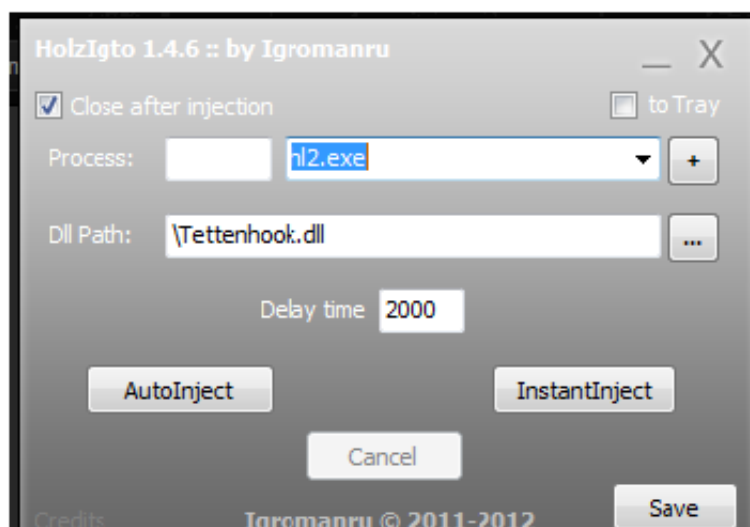 HolzIgto 1.4.6 :: by Igromanru
_ X
Close after injection to Tray
Process: hl2.exe +
Dll Path: \Tettenhook.dll ...
Delay time 2000
AutoInject InstantInject
Cancel
Save
Credits Igromanru © 2011-2012